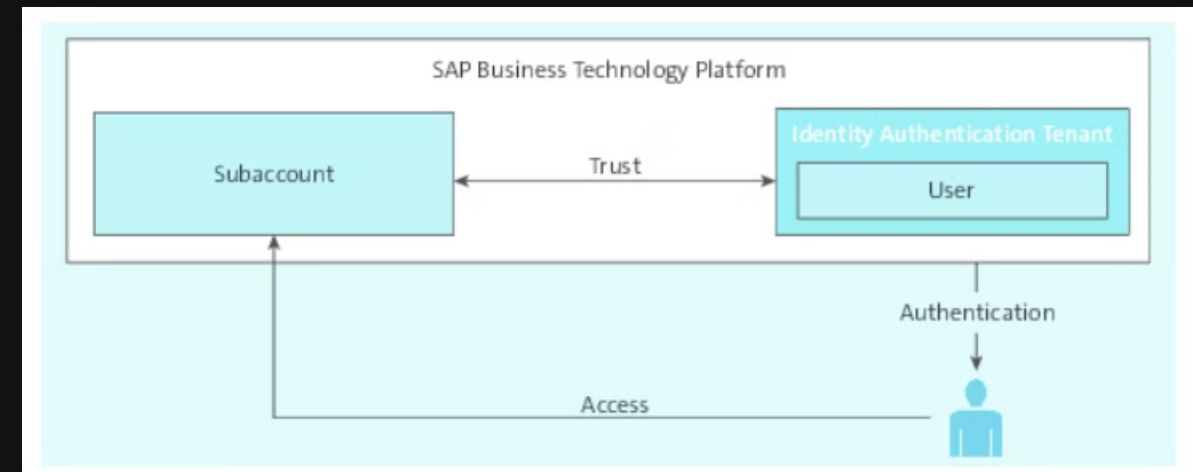 SAP Business Technology Platform
Identity Authentication Tenant
Subaccount
Trust
User
Authentication
Access